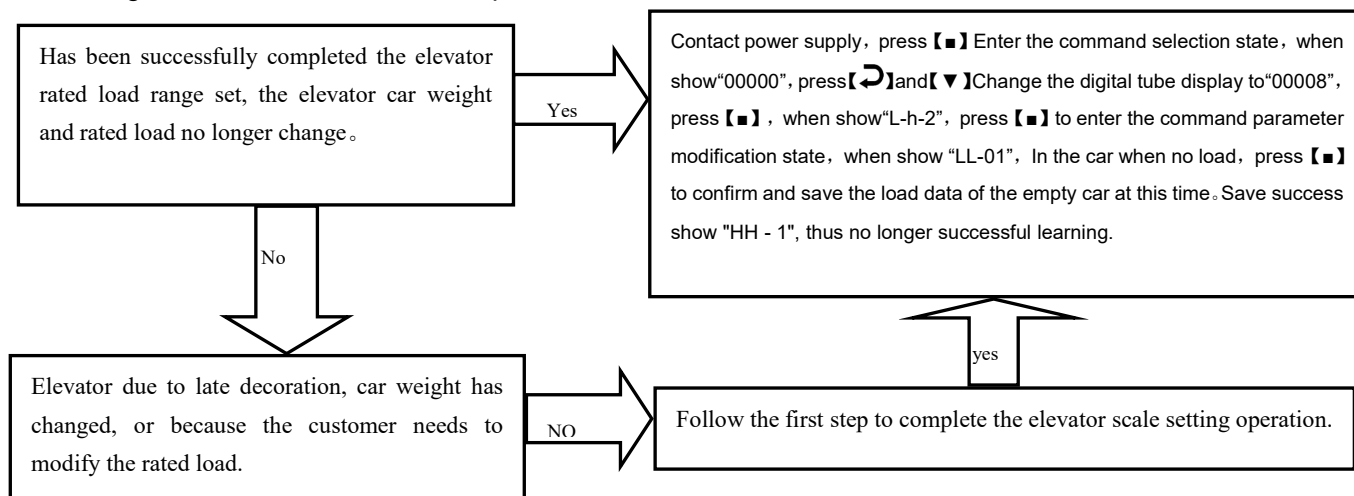 Has been successfully completed the elevator
rated load range set, the elevator car weight
and rated load no longer change。
Yes
Contact power supply，press【■】Enter the command selection state，when
show“00000”，press【⮌】and【▼】Change the digital tube display to“00008”，
press【■】，when show“L-h-2”，press【■】to enter the command parameter
modification state，when show “LL-01”，In the car when no load，press【■】
to confirm and save the load data of the empty car at this time。Save success
show "HH - 1", thus no longer successful learning.
No
yes
Elevator due to late decoration, car weight has
changed, or because the customer needs to
modify the rated load.
NO
Follow the first step to complete the elevator scale setting operation.